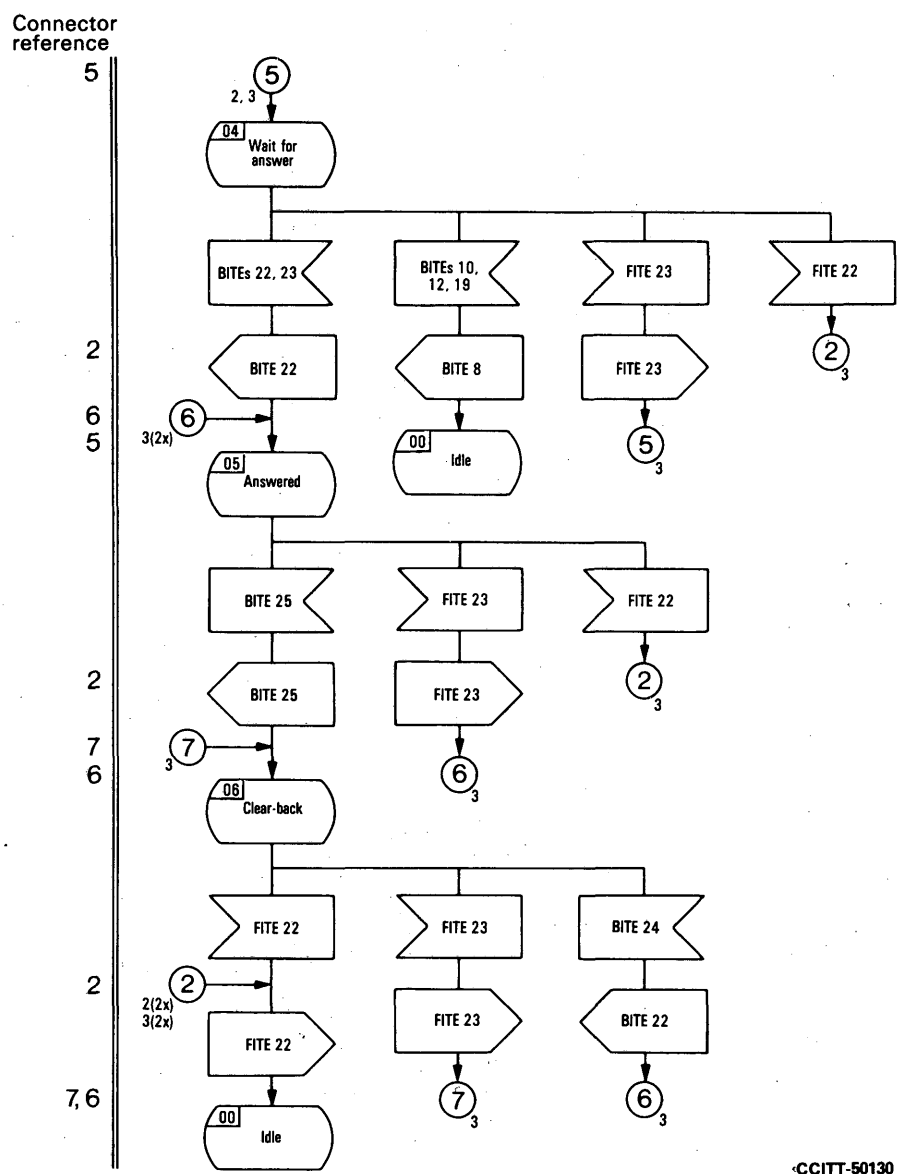 Connector
reference
5
5
2, 3
04
Wait for
answer
BITEs 22, 23
BITEs 10,
12, 19
FITE 23
FITE 22
2
BITE 22
BITE 8
FITE 23
2
3
6
6
5
3(2x)
00
Idle
5
3
05
Answered
BITE 25
FITE 23
FITE 22
2
BITE 25
FITE 23
2
3
7
7
3
6
6
3
06
Clear-back
FITE 22
FITE 23
BITE 24
2
2
2(2x)
3(2x)
FITE 22
FITE 23
BITE 22
7, 6
7
3
6
3
00
Idle
CCITT-50130